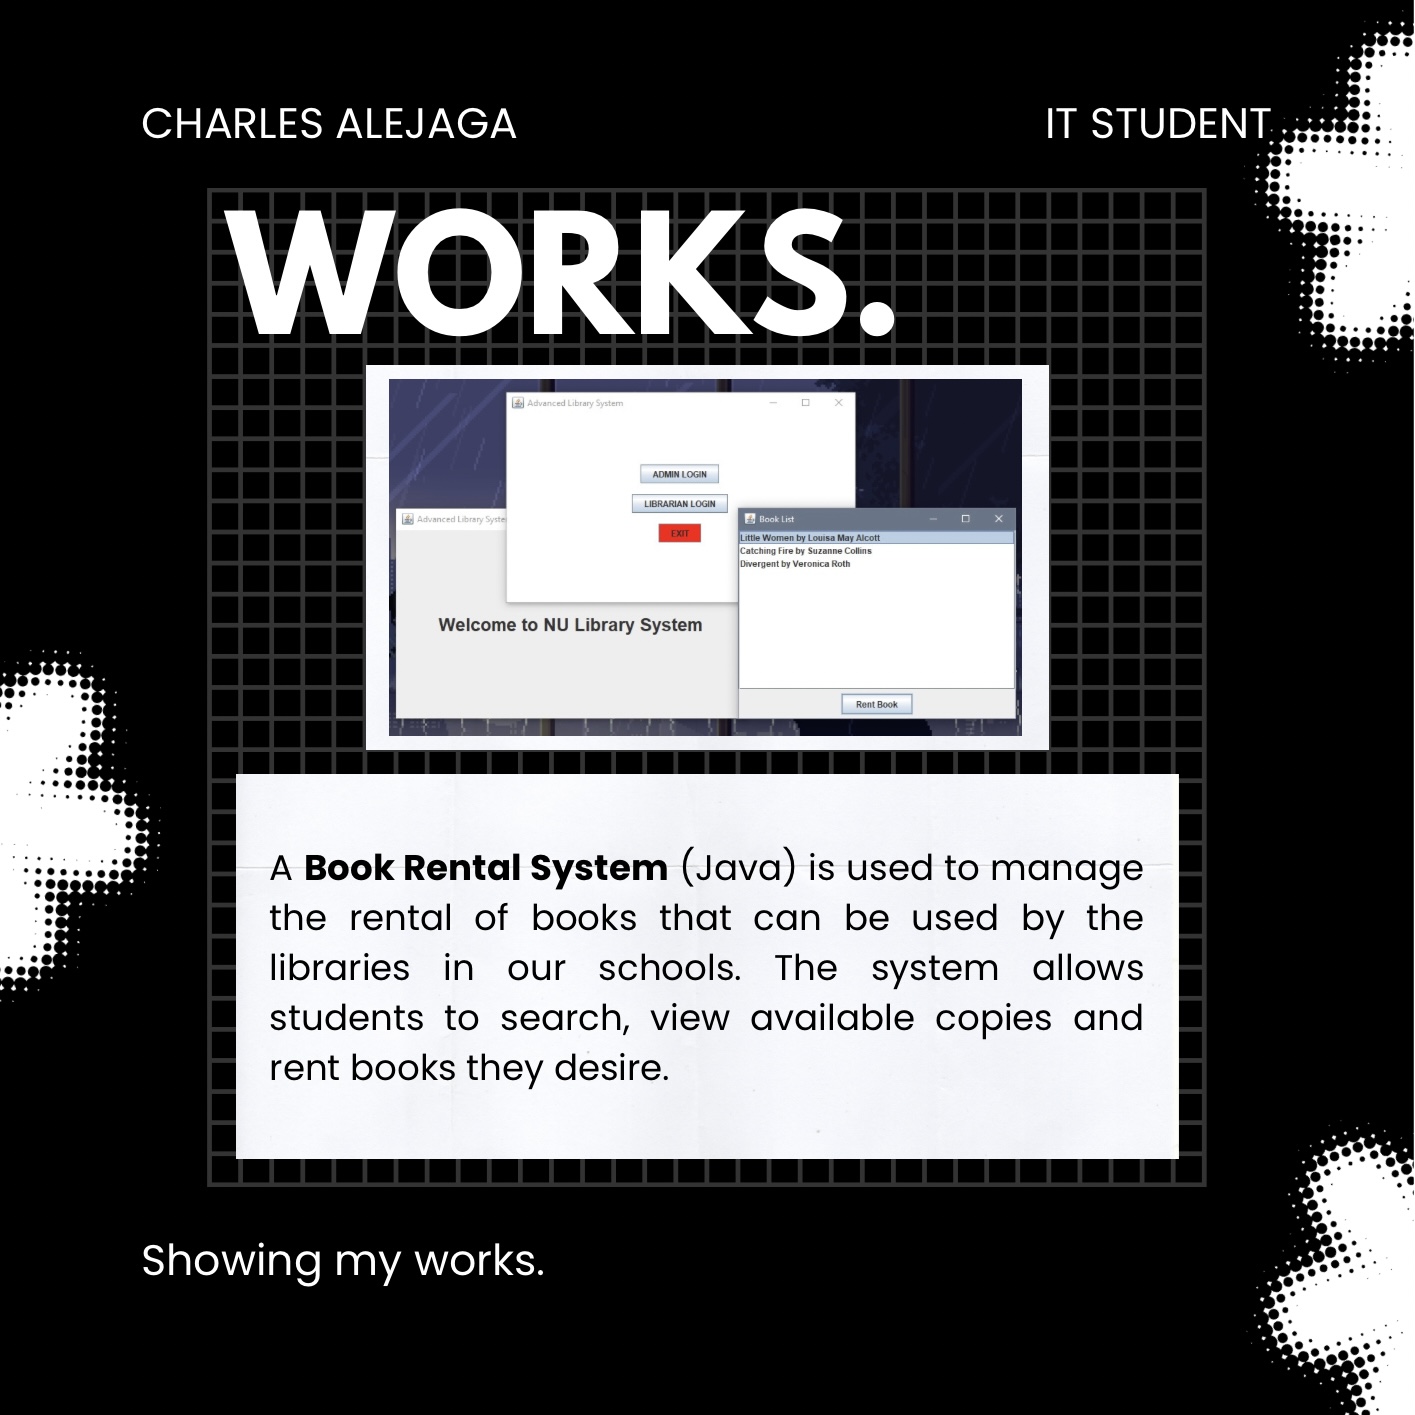 CHARLES ALEJAGA
IT STUDENT
WORKS.
Advanced Library System
ADMIN LOGIN
LIBRARIAN LOGIN
EXIT
Advanced Library Syste
Welcome to NU Library System
Book List
Little Women by Louisa May Alcott
Catching Fire by Suzanne Collins
Divergent by Veronica Roth
Rent Book
A Book Rental System (Java) is used to manage
the rental of books that can be used by the
libraries in our schools. The system allows
students to search, view available copies and
rent books they desire.
Showing my works.